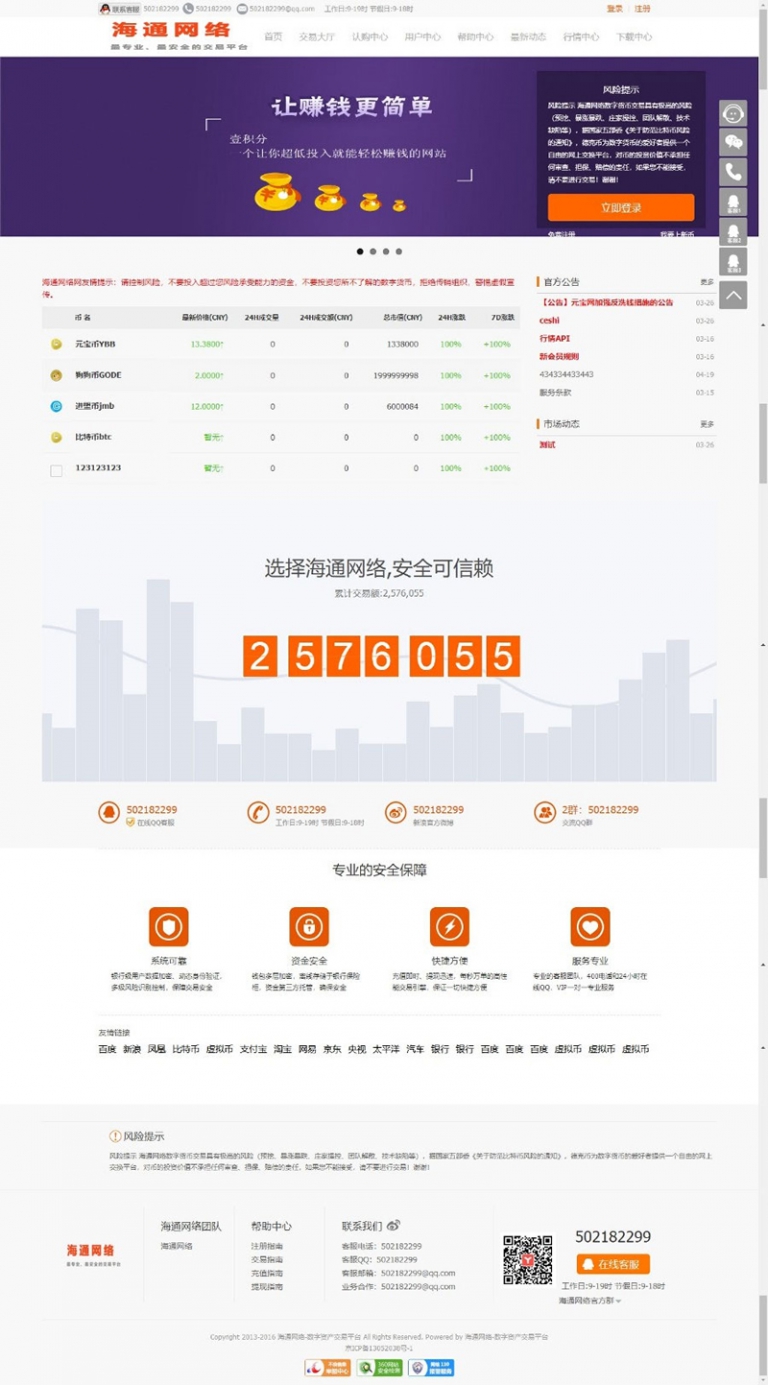 联系客服 502182299 502182299 502182299@qq.com 工作日:9-19时 节假日:9-18时
登录 注册
海通网络
最专业、最安全的交易平台
首页 交易大厅 认购中心 用户中心 帮助中心 最新动态 行情中心 下载中心
让赚钱更简单
壹积分
一个让你超低投入就能轻松赚钱的网站
风险提示
风险提示 海通网络数字货币交易具有极高的风险
(预挖、暴涨暴跌、庄家操控、团队解散、技术
缺陷等),据国家五部委《关于防范比特币风险
的通知》,德克币为数字货币的爱好者提供一个
自由的网上交换平台,对币的投资价值不承担任
何审查、担保、赔偿的责任,如果您不能接受,
请不要进行交易!谢谢!
立即登录
免费注册 我要上新币
客服1
客服2
客服3
海通网络网友情提示:请控制风险,不要投入超过您风险承受能力的资金,不要投资您所不了解的数字货币,拒绝传销组织,警惕虚假宣
传。
币 名 最新价格(CNY) 24H成交量 24H成交额(CNY) 总市值(CNY) 24H涨跌 7D涨跌
元宝币YBB 13.3800↑ 0 0 1338000 100% +100%
狗狗币GODE 2.0000↑ 0 0 1999999998 100% +100%
进盟币jmb 12.0000↑ 0 0 6000084 100% +100%
比特币btc 暂无↑ 0 0 0 100% +100%
123123123 暂无↑ 0 0 0 100% +100%
官方公告 更多
【公告】元宝网加强反洗钱措施的公告 03-26
ceshi 03-26
行情API 03-16
新会员规则 03-16
434334433443 04-19
服务条款 03-15
市场动态 更多
测试 03-26
选择海通网络,安全可信赖
累计交易额:2,576,055
2 576 055
502182299
在线QQ客服
502182299
工作日:9-19时 节假日:9-18时
502182299
新浪官方微博
2群:502182299
交流QQ群
专业的安全保障
系统可靠
银行级用户数据加密、动态身份验证,
多级风险识别控制,保障交易安全
资金安全
钱包多层加密,离线存储于银行保险
柜,资金第三方托管,确保安全
快捷方便
充值即时、提现迅速,每秒万单的高性
能交易引擎,保证一切快捷方便
服务专业
专业的客服团队,400电话和24小时在
线QQ、VIP一对一专业服务
友情链接
百度 新浪 凤凰 比特币 虚拟币 支付宝 淘宝 网易 京东 央视 太平洋 汽车 银行 银行 百度 百度 百度 虚拟币 虚拟币 虚拟币
风险提示
风险提示 海通网络数字货币交易具有极高的风险(预挖、暴涨暴跌、庄家操控、团队解散、技术缺陷等),据国家五部委《关于防范比特币风险的通知》,德克币为数字货币的爱好者提供一个自由的网上
交换平台,对币的投资价值不承担任何审查、担保、赔偿的责任,如果您不能接受,请不要进行交易!谢谢!
海通网络
最专业、最安全的交易平台
海通网络团队
海通网络
帮助中心
注册指南
交易指南
充值指南
提现指南
联系我们
客服电话:502182299
客服QQ:502182299
客服邮箱:502182299@qq.com
业务合作:502182299@qq.com
502182299
在线客服
工作日:9-19时 节假日:9-18时
海通网络官方群
Copyright 2013-2016 海通网络-数字资产交易平台 All Rights Reserved. Powered by 海通网络-数字资产交易平台